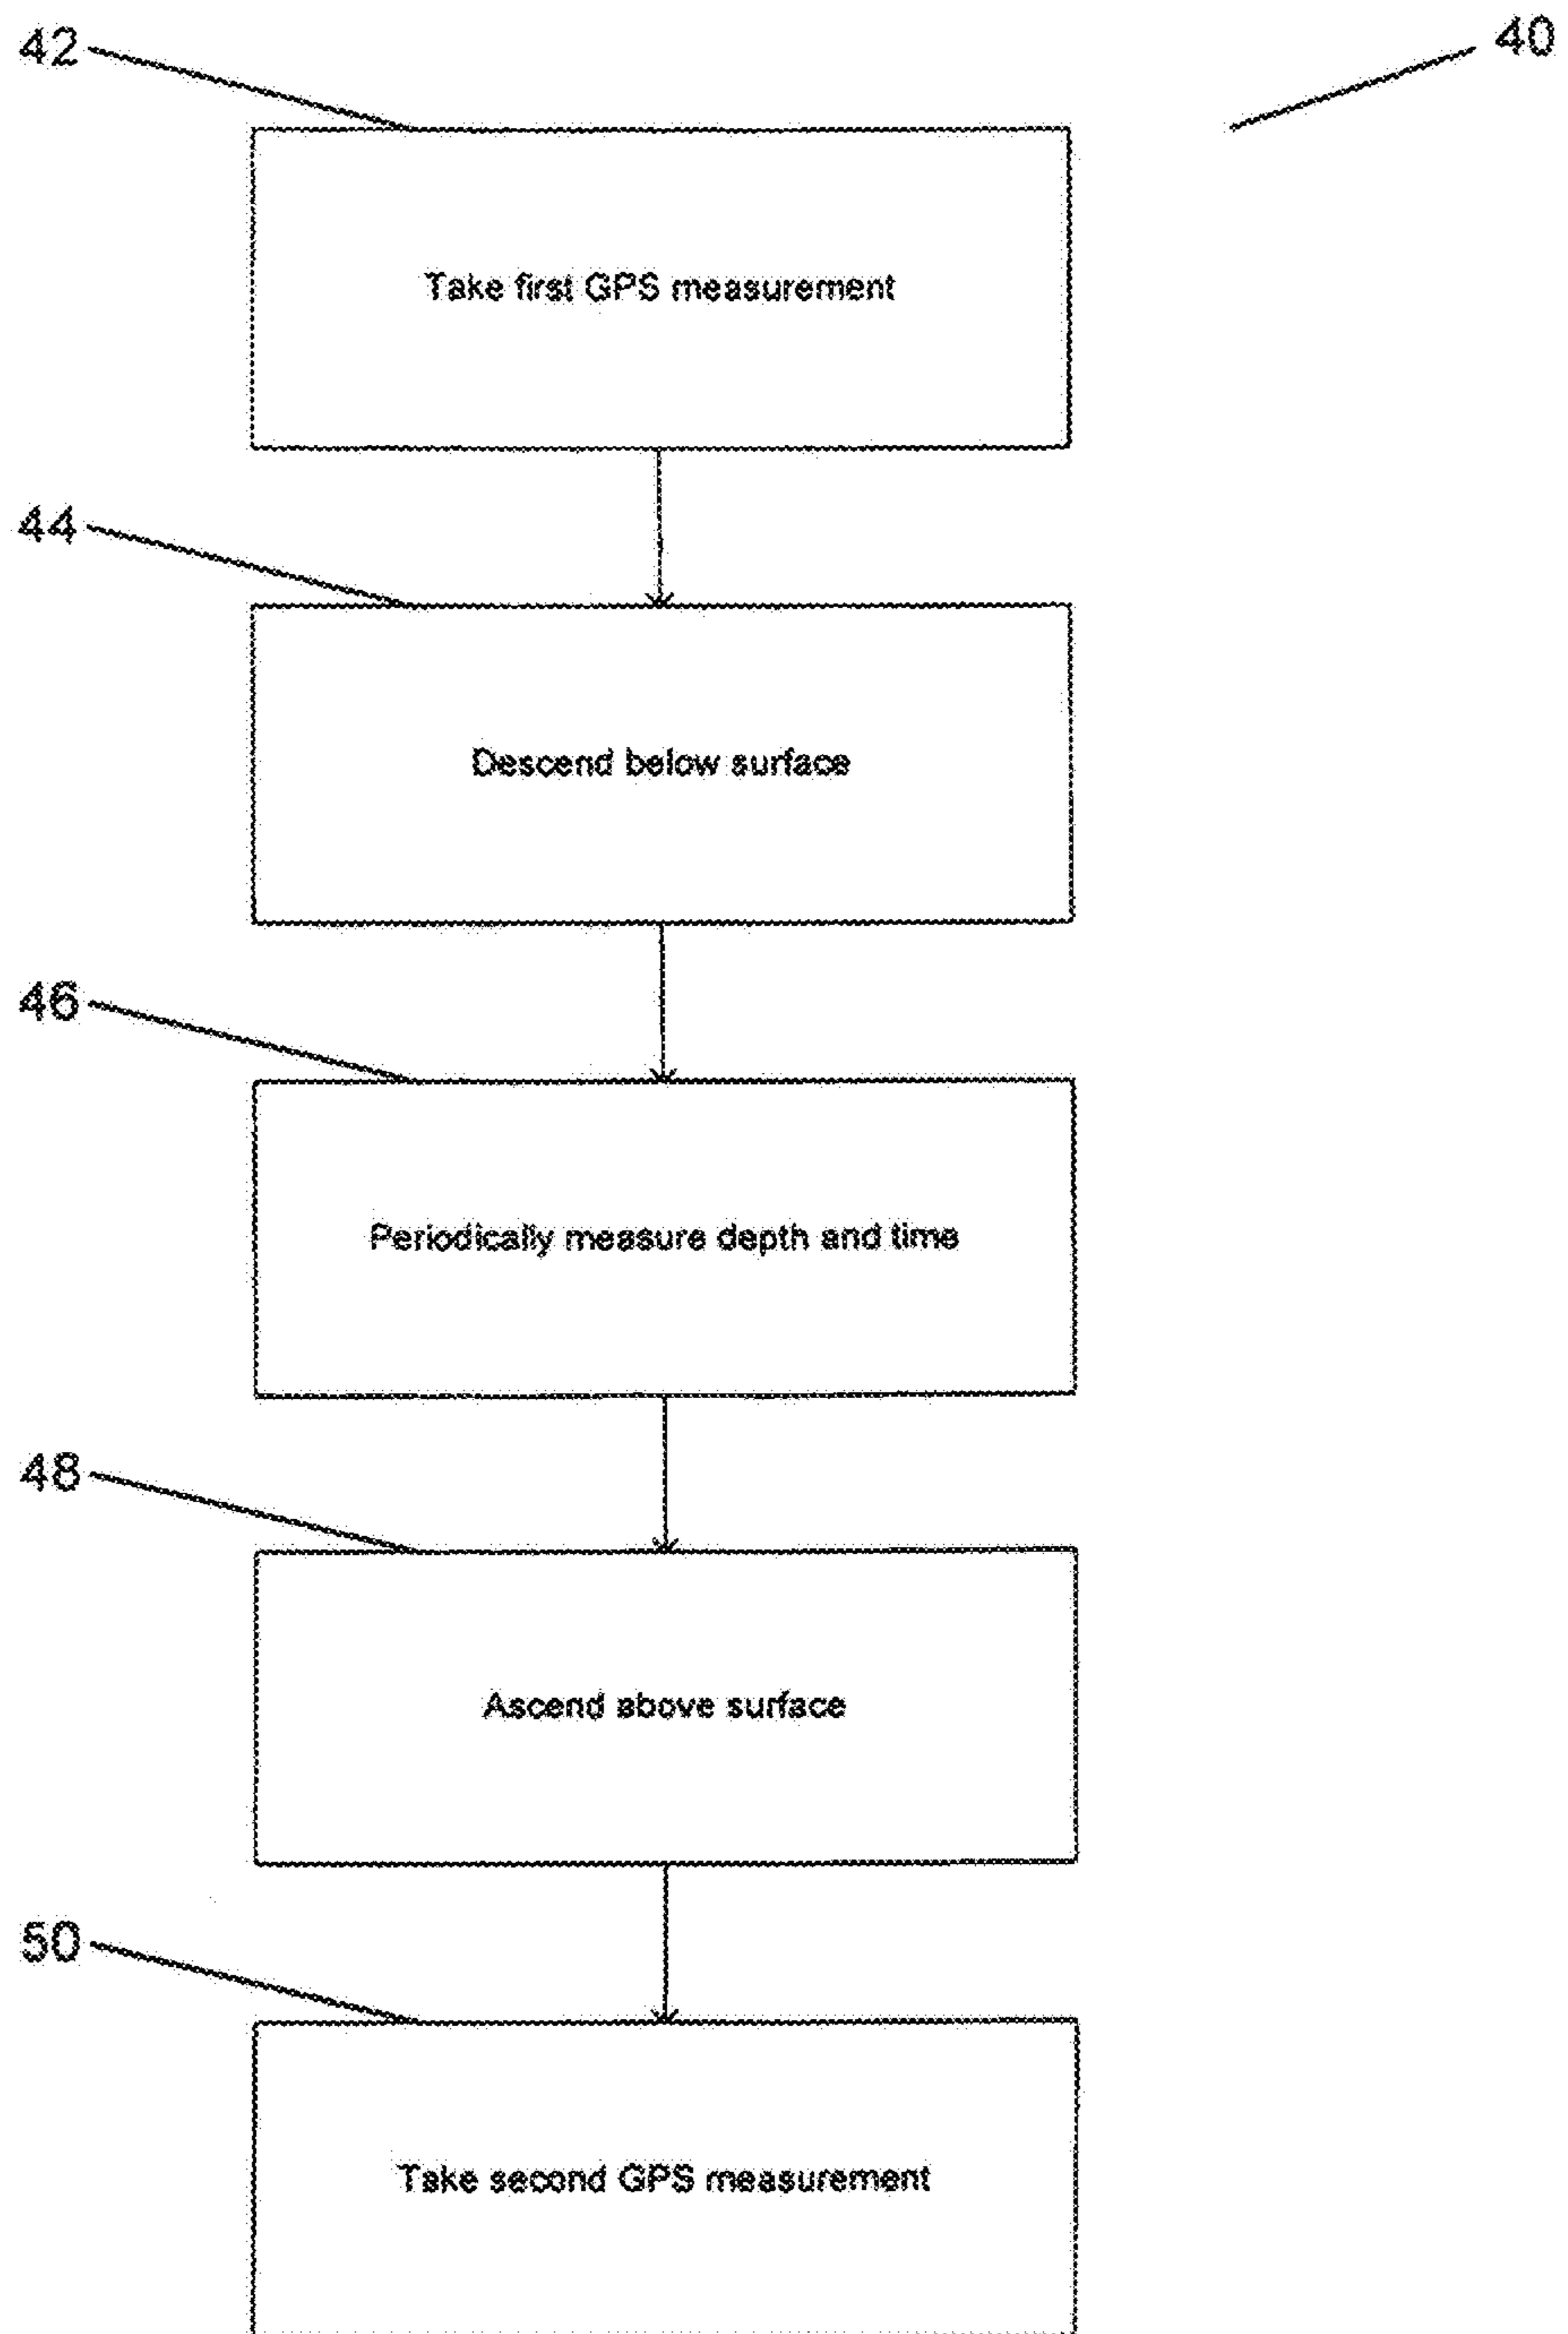 42
40
Take first GPS measurement
44
Descend below surface
46
Periodically measure depth and time
48
Ascend above surface
50
Take second GPS measurement